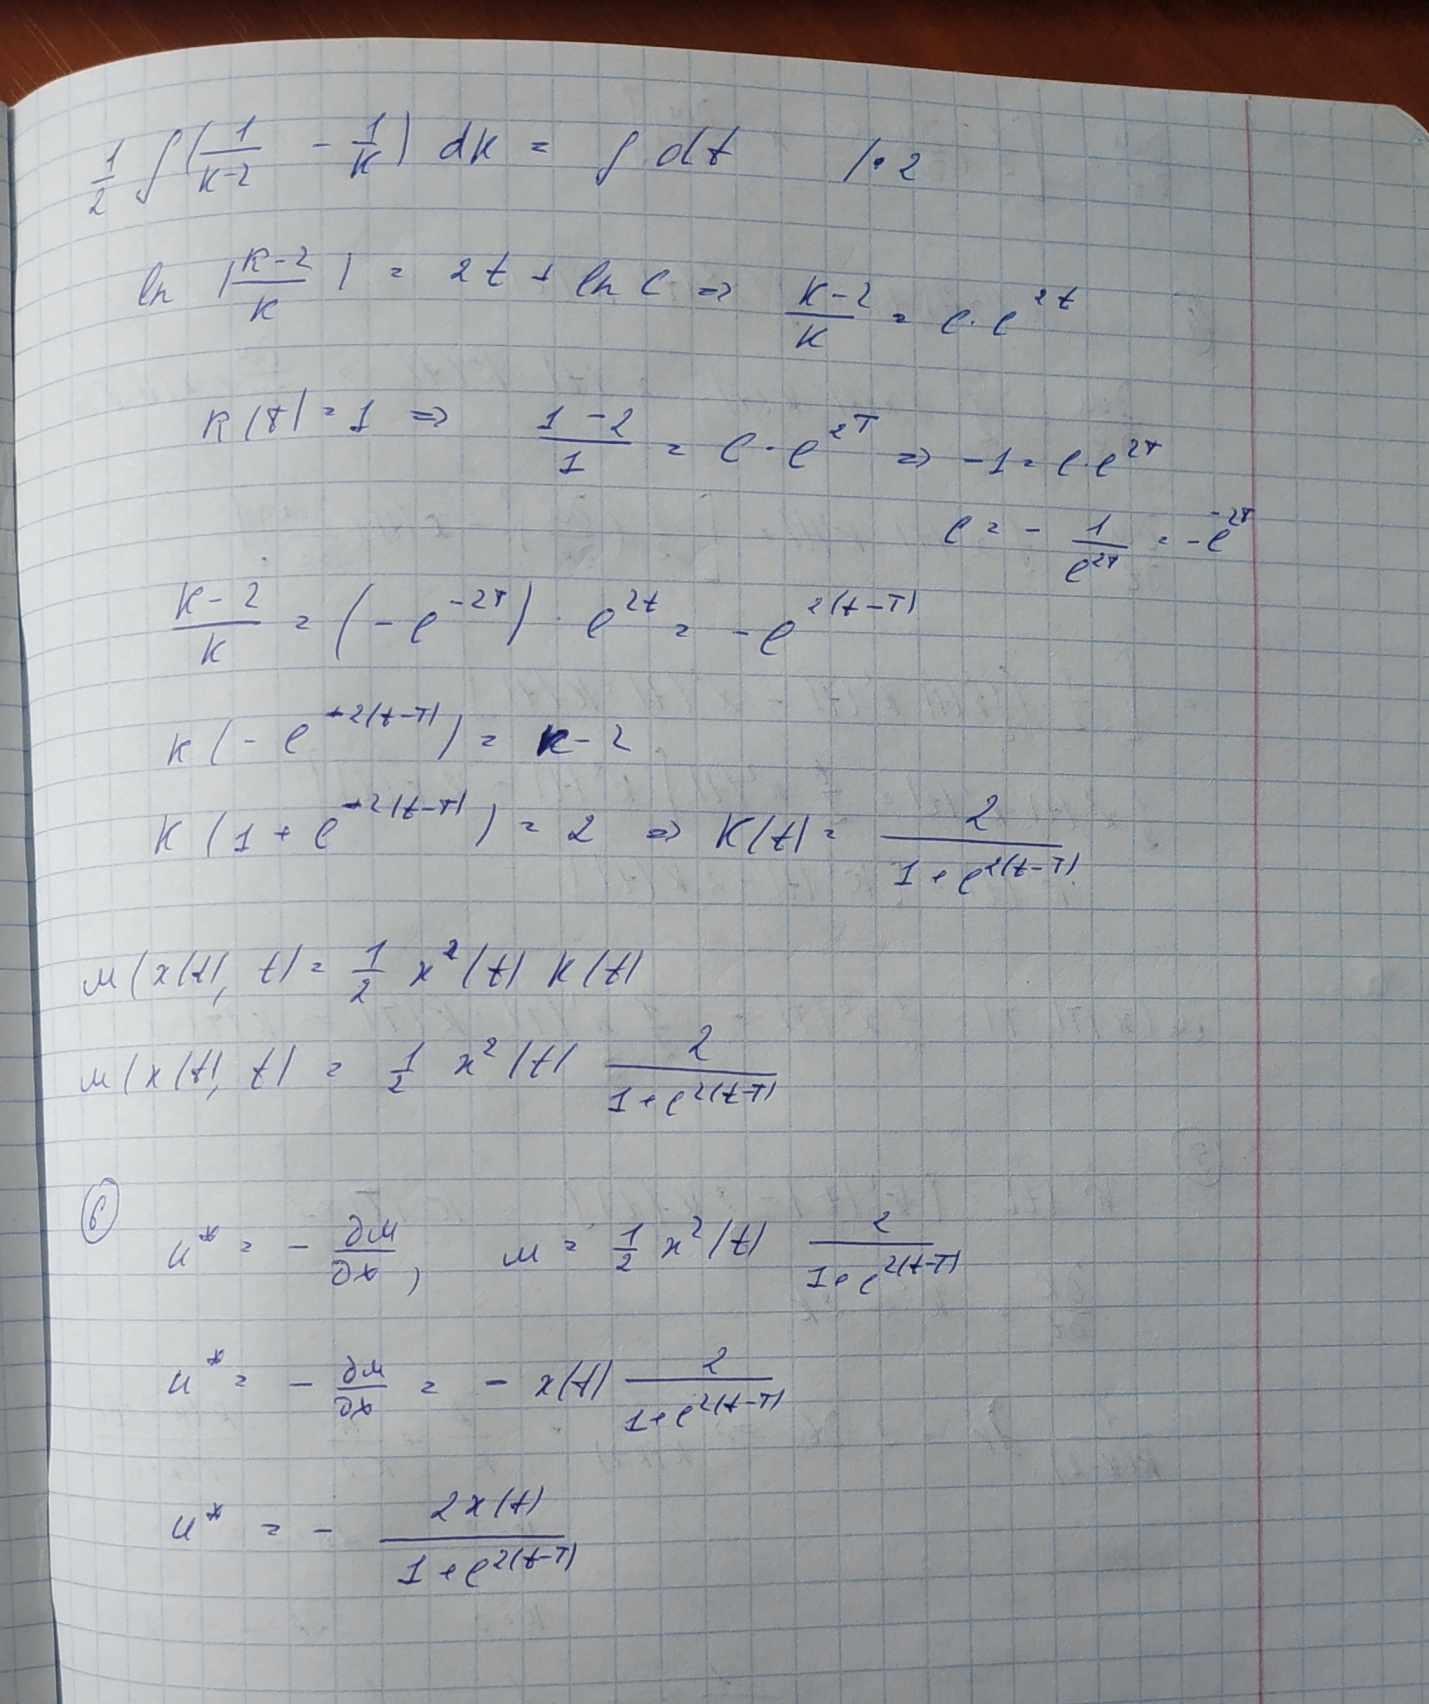 1/2 ∫(1/(k-2) - 1/k) dk = ∫ dt /·2
ln |(k-2)/k| = 2t + ln C ⇒ (k-2)/k = C·e^{2t}
k(T) = 1 ⇒ (1-2)/1 = C·e^{2T} ⇒ -1 = C·e^{2T}
C = - 1/e^{2T} = -e^{-2T}
(k-2)/k = (-e^{-2T})·e^{2t} = -e^{2(t-T)}
k(-e^{+2(t-T)}) = k-2
k(1+e^{+2(t-T)}) = 2 ⇒ k(t) = 2/(1+e^{2(t-T)})
м(x(t), t) = 1/2 x²(t) k(t)
м(x(t), t) = 1/2 x²(t) 2/(1+e^{2(t-T)})
⑥ u* = - ∂м/∂x, м = 1/2 x²(t) 2/(1+e^{2(t-T)})
u* = - ∂м/∂x = - x(t) 2/(1+e^{2(t-T)})
u* = - 2x(t)/(1+e^{2(t-T)})